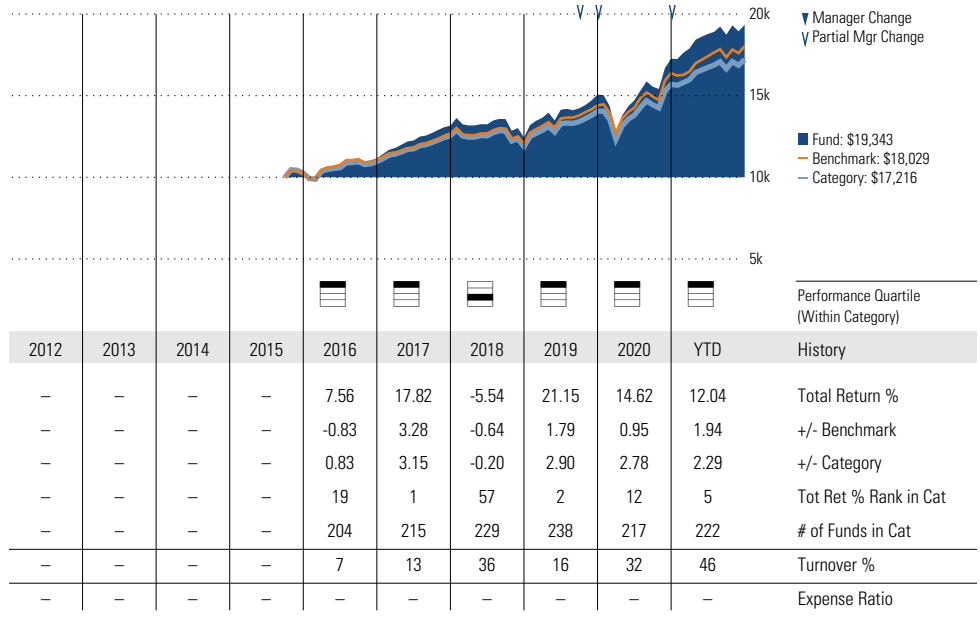 20k
▼ Manager Change
Partial Mgr Change
15k
Fund: $19,343
Benchmark: $18,029
Category: $17,216
10k
5k
Performance Quartile
(Within Category)
2012 2013 2014 2015 2016 2017 2018 2019 2020 YTD History
– – – – 7.56 17.82 -5.54 21.15 14.62 12.04 Total Return %
– – – – -0.83 3.28 -0.64 1.79 0.95 1.94 +/- Benchmark
– – – – 0.83 3.15 -0.20 2.90 2.78 2.29 +/- Category
– – – – 19 1 57 2 12 5 Tot Ret % Rank in Cat
– – – – 204 215 229 238 217 222 # of Funds in Cat
– – – – 7 13 36 16 32 46 Turnover %
– – – – – – – – – – Expense Ratio